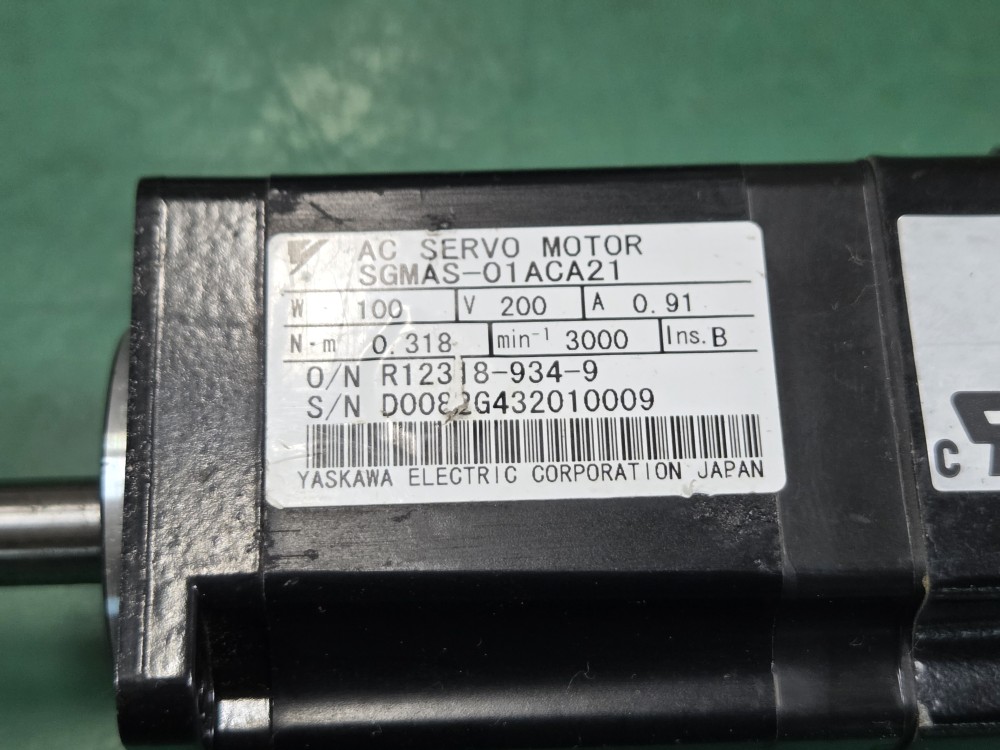 AC SERVO MOTOR
SGMAS-01ACA21
W 100 V 200 A 0.91
N·m 0.318 min⁻¹ 3000 Ins. B
O/N R12318-934-9
S/N D0082G432010009
YASKAWA ELECTRIC CORPORATION JAPAN
C